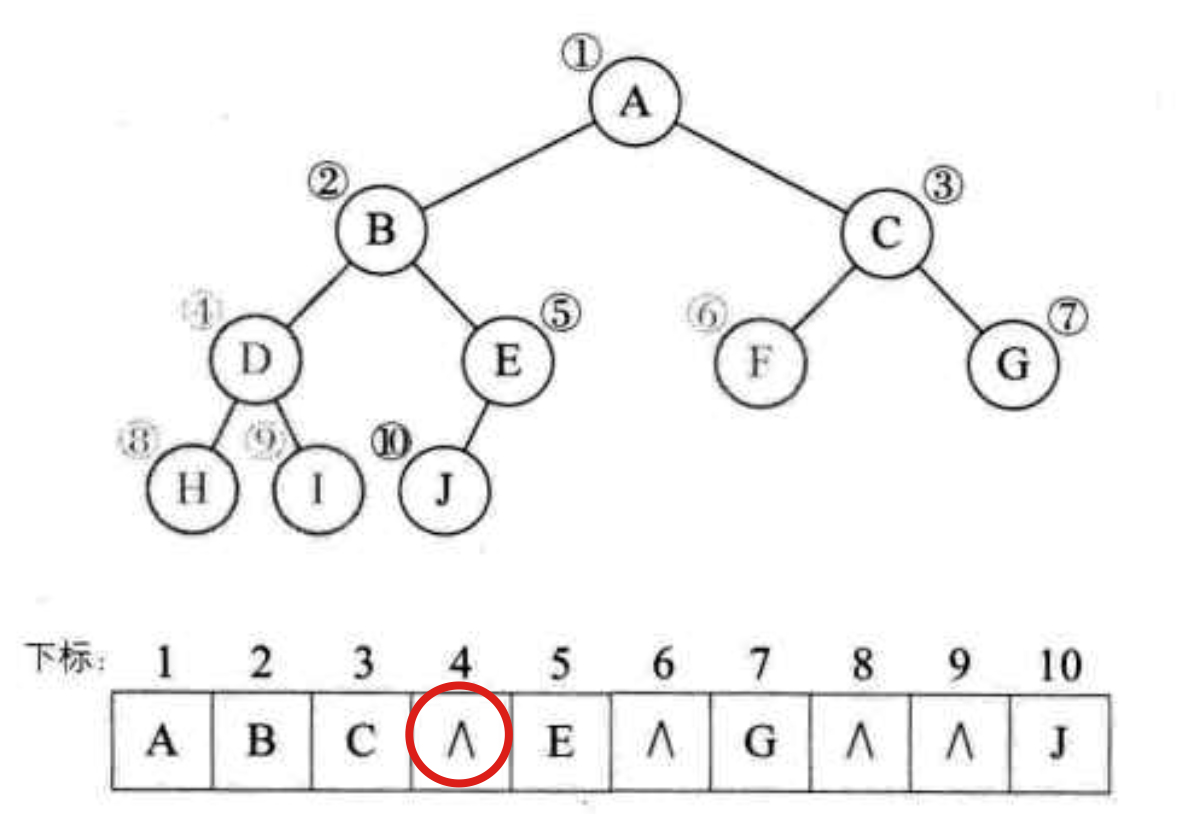 ① A
② B ③ C
④ D ⑤ E ⑥ F ⑦ G
⑧ H ⑨ I ⑩ J
下标: 1 2 3 4 5 6 7 8 9 10
A B C ∧ E ∧ G ∧ ∧ J